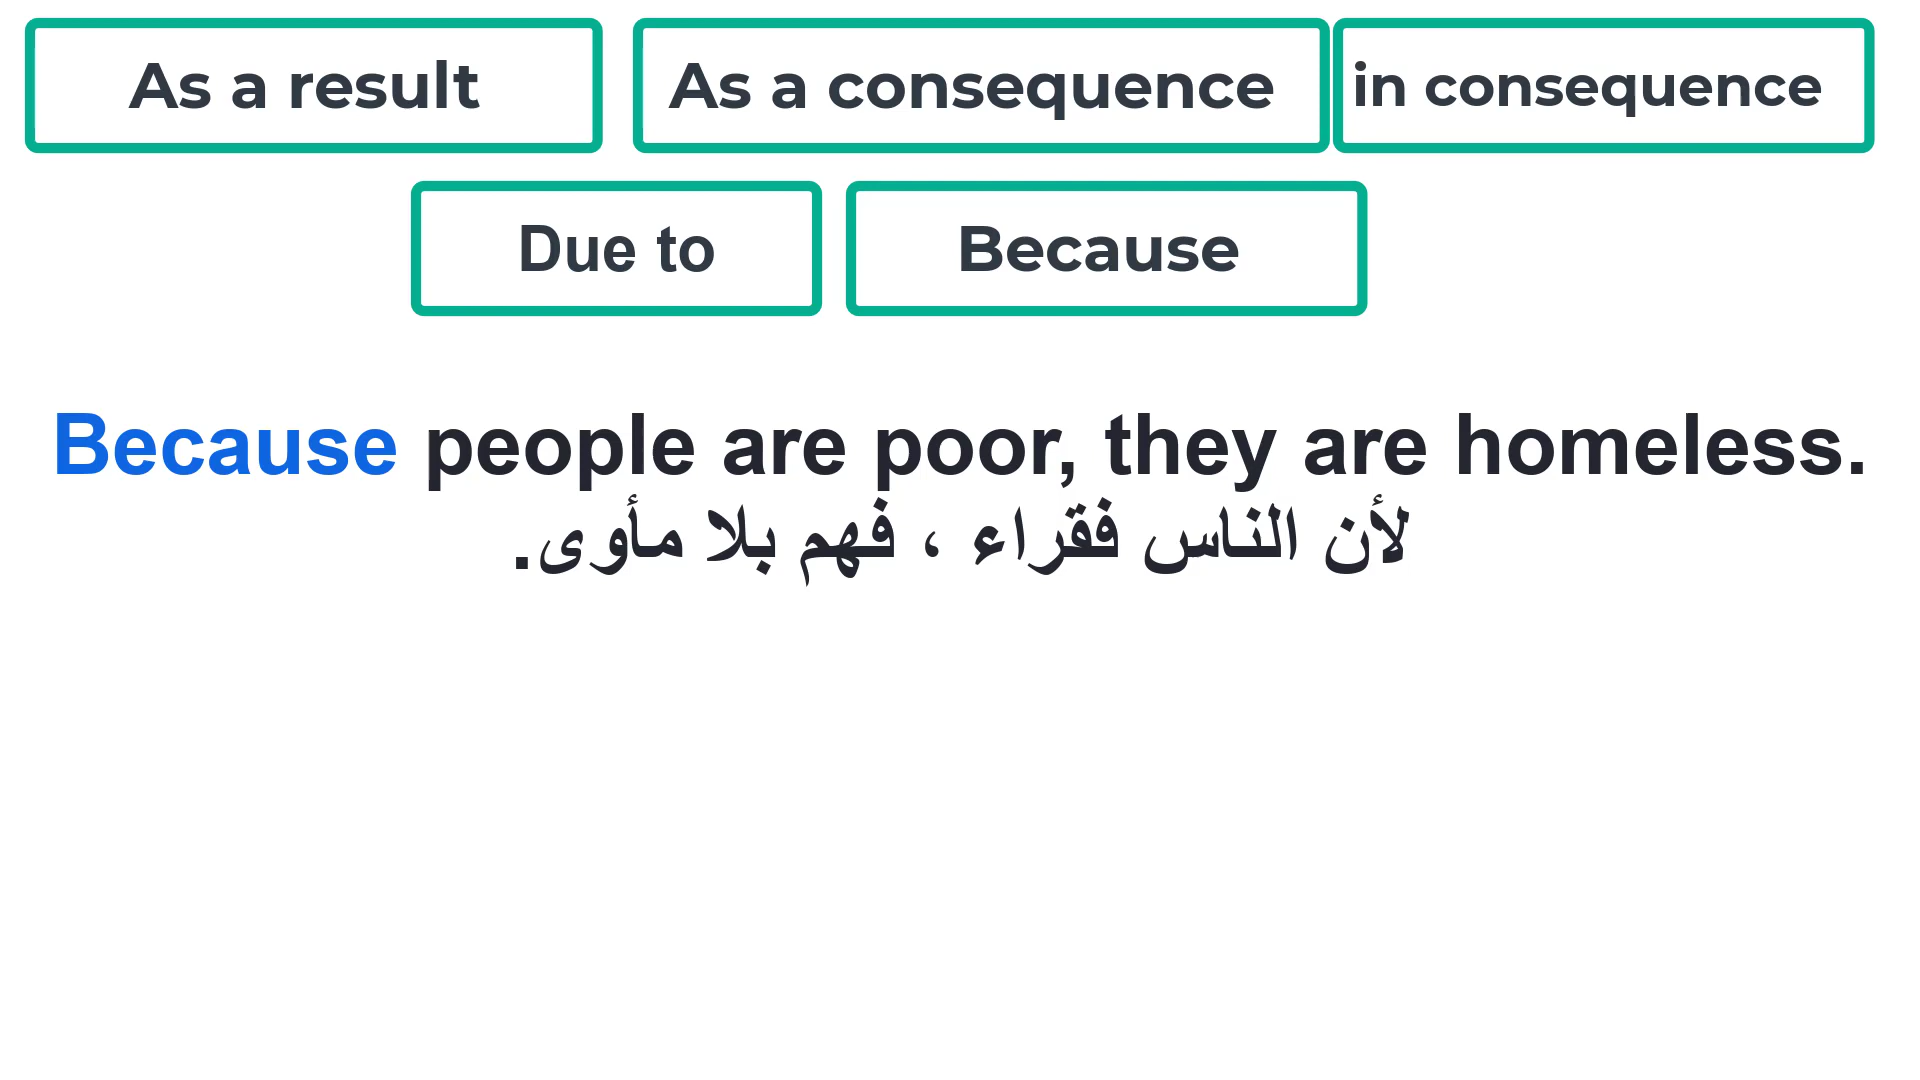 As a result
As a consequence
in consequence
Due to
Because
Because people are poor, they are homeless.
لأن الناس فقراء ، فهم بلا مأوى.